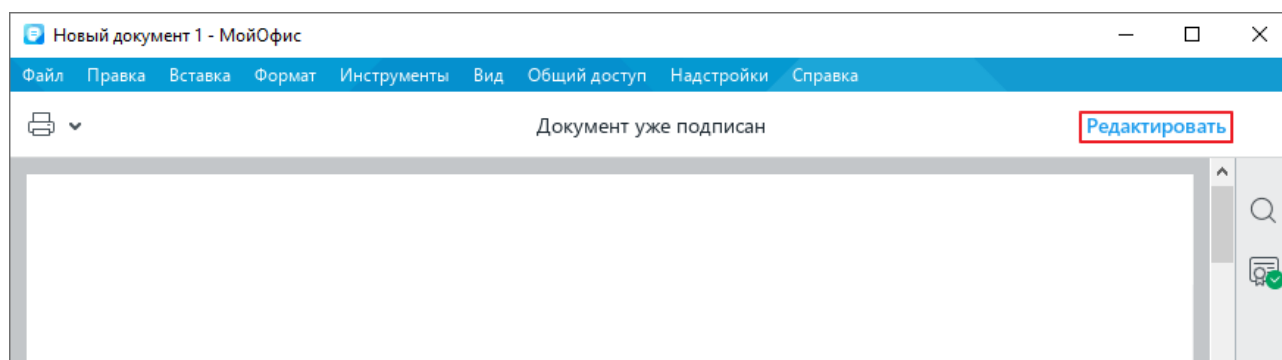 Новый документ 1 - МойОфис
Файл Правка Вставка Формат Инструменты Вид Общий доступ Надстройки Справка
Документ уже подписан Редактировать